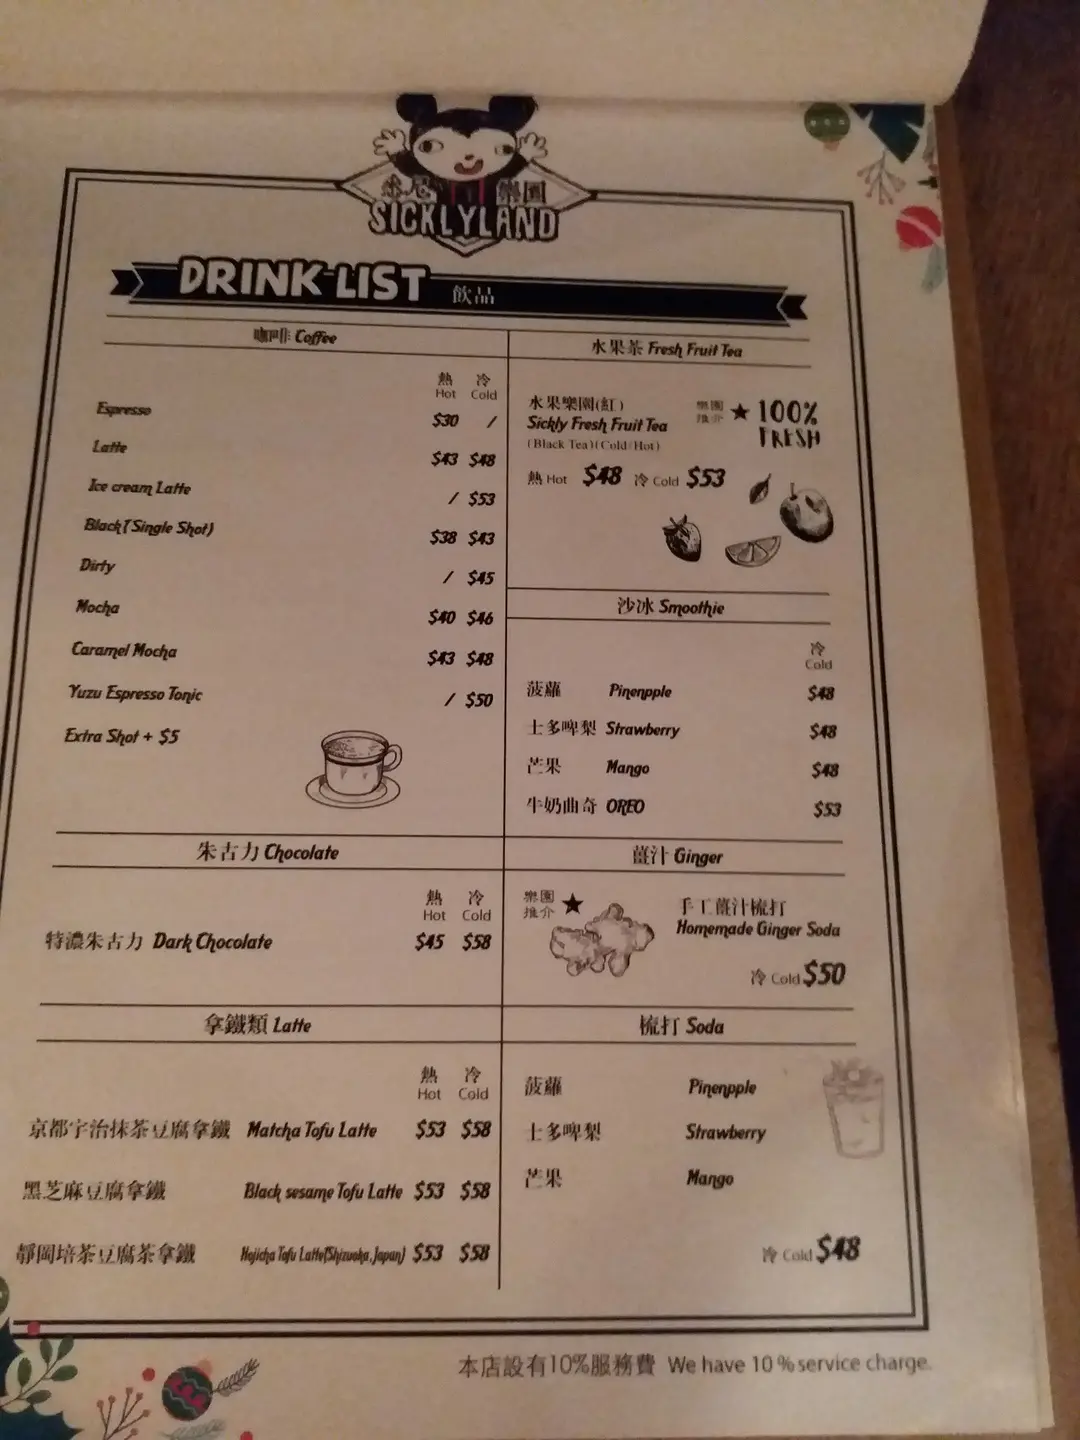 悉尼 樂園
SICKLYLAND
DRINK LIST 飲品
咖啡 Coffee
熱 冷
Hot Cold
Espresso $30 /
Latte $43 $48
Ice cream Latte / $53
Black (Single Shot) $38 $43
Dirty / $45
Mocha $40 $46
Caramel Mocha $43 $48
Yuzu Espresso Tonic / $50
Extra Shot + $5
水果茶 Fresh Fruit Tea
水果樂園(紅)
Sickly Fresh Fruit Tea
(Black Tea)(Cold/Hot)
樂園
推介 ★ 100%
FRESH
熱 Hot $48 冷 Cold $53
沙冰 Smoothie
冷
Cold
菠蘿 Pinenpple $48
士多啤梨 Strawberry $48
芒果 Mango $48
牛奶曲奇 OREO $53
朱古力 Chocolate
熱 冷
Hot Cold
特濃朱古力 Dark Chocolate $45 $58
薑汁 Ginger
樂園
推介 ★
手工薑汁梳打
Homemade Ginger Soda
冷 Cold $50
拿鐵類 Latte
熱 冷
Hot Cold
京都宇治抹茶豆腐拿鐵 Matcha Tofu Latte $53 $58
黑芝麻豆腐拿鐵 Black sesame Tofu Latte $53 $58
靜岡培茶豆腐茶拿鐵 Hojicha Tofu Latte(Shizuoka, Japan) $53 $58
梳打 Soda
菠蘿 Pinenpple
士多啤梨 Strawberry
芒果 Mango
冷 Cold $48
本店設有10%服務費 We have 10 % service charge.